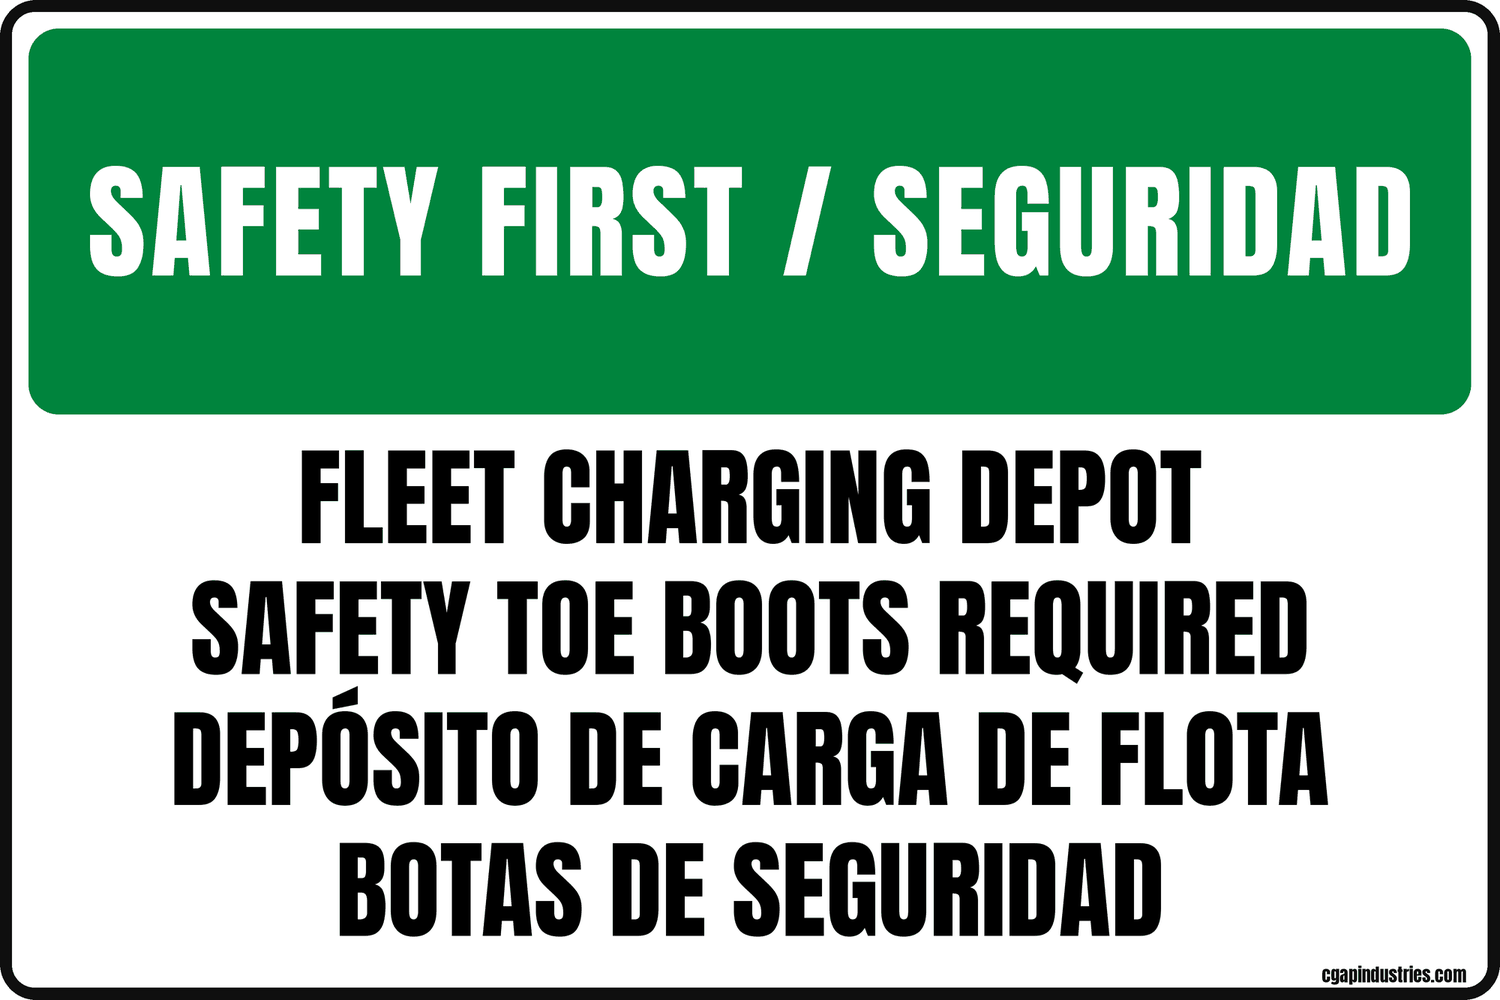 SAFETY FIRST / SEGURIDAD
FLEET CHARGING DEPOT
SAFETY TOE BOOTS REQUIRED
DEPÓSITO DE CARGA DE FLOTA
BOTAS DE SEGURIDAD
cgapindustries.com